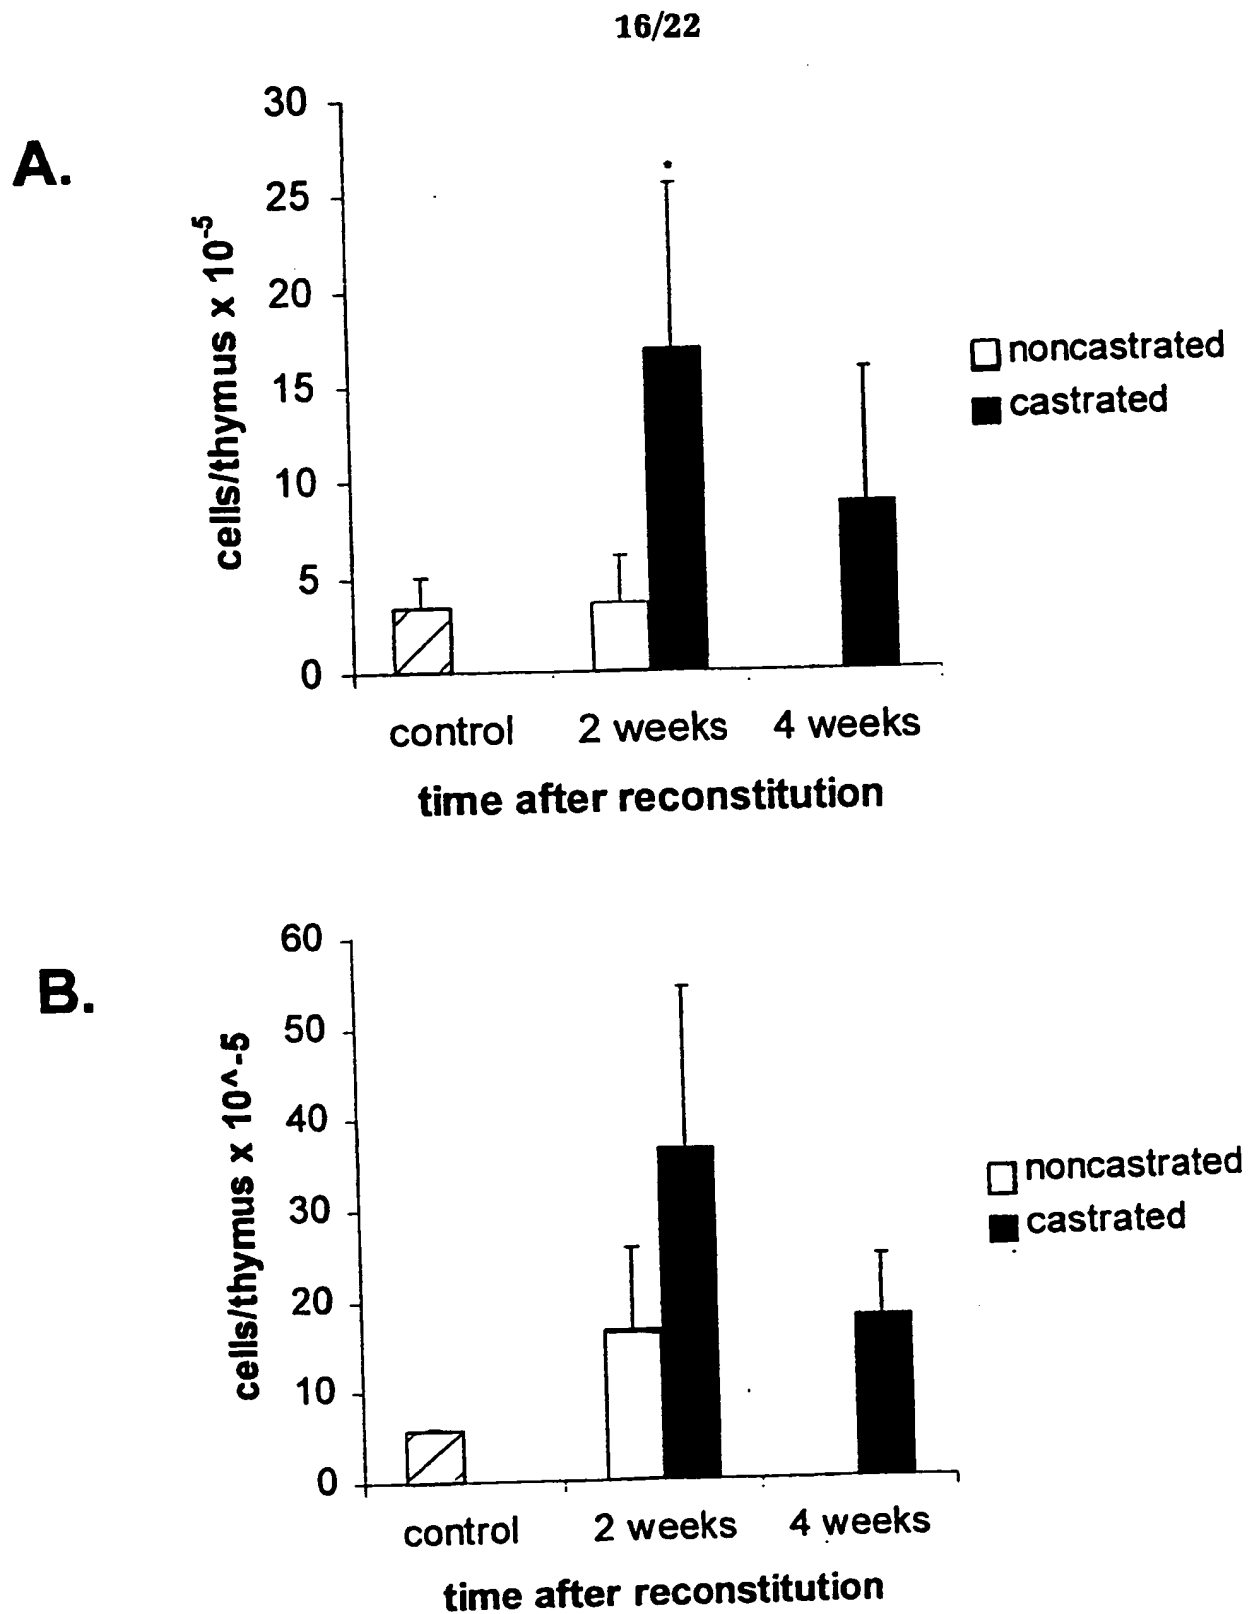 16/22
A.
cells/thymus x 10-5
30
25
20
15
10
5
0
noncastrated
castrated
*
control 2 weeks 4 weeks
time after reconstitution
B.
cells/thymus x 10^-5
60
50
40
30
20
10
0
noncastrated
castrated
control 2 weeks 4 weeks
time after reconstitution